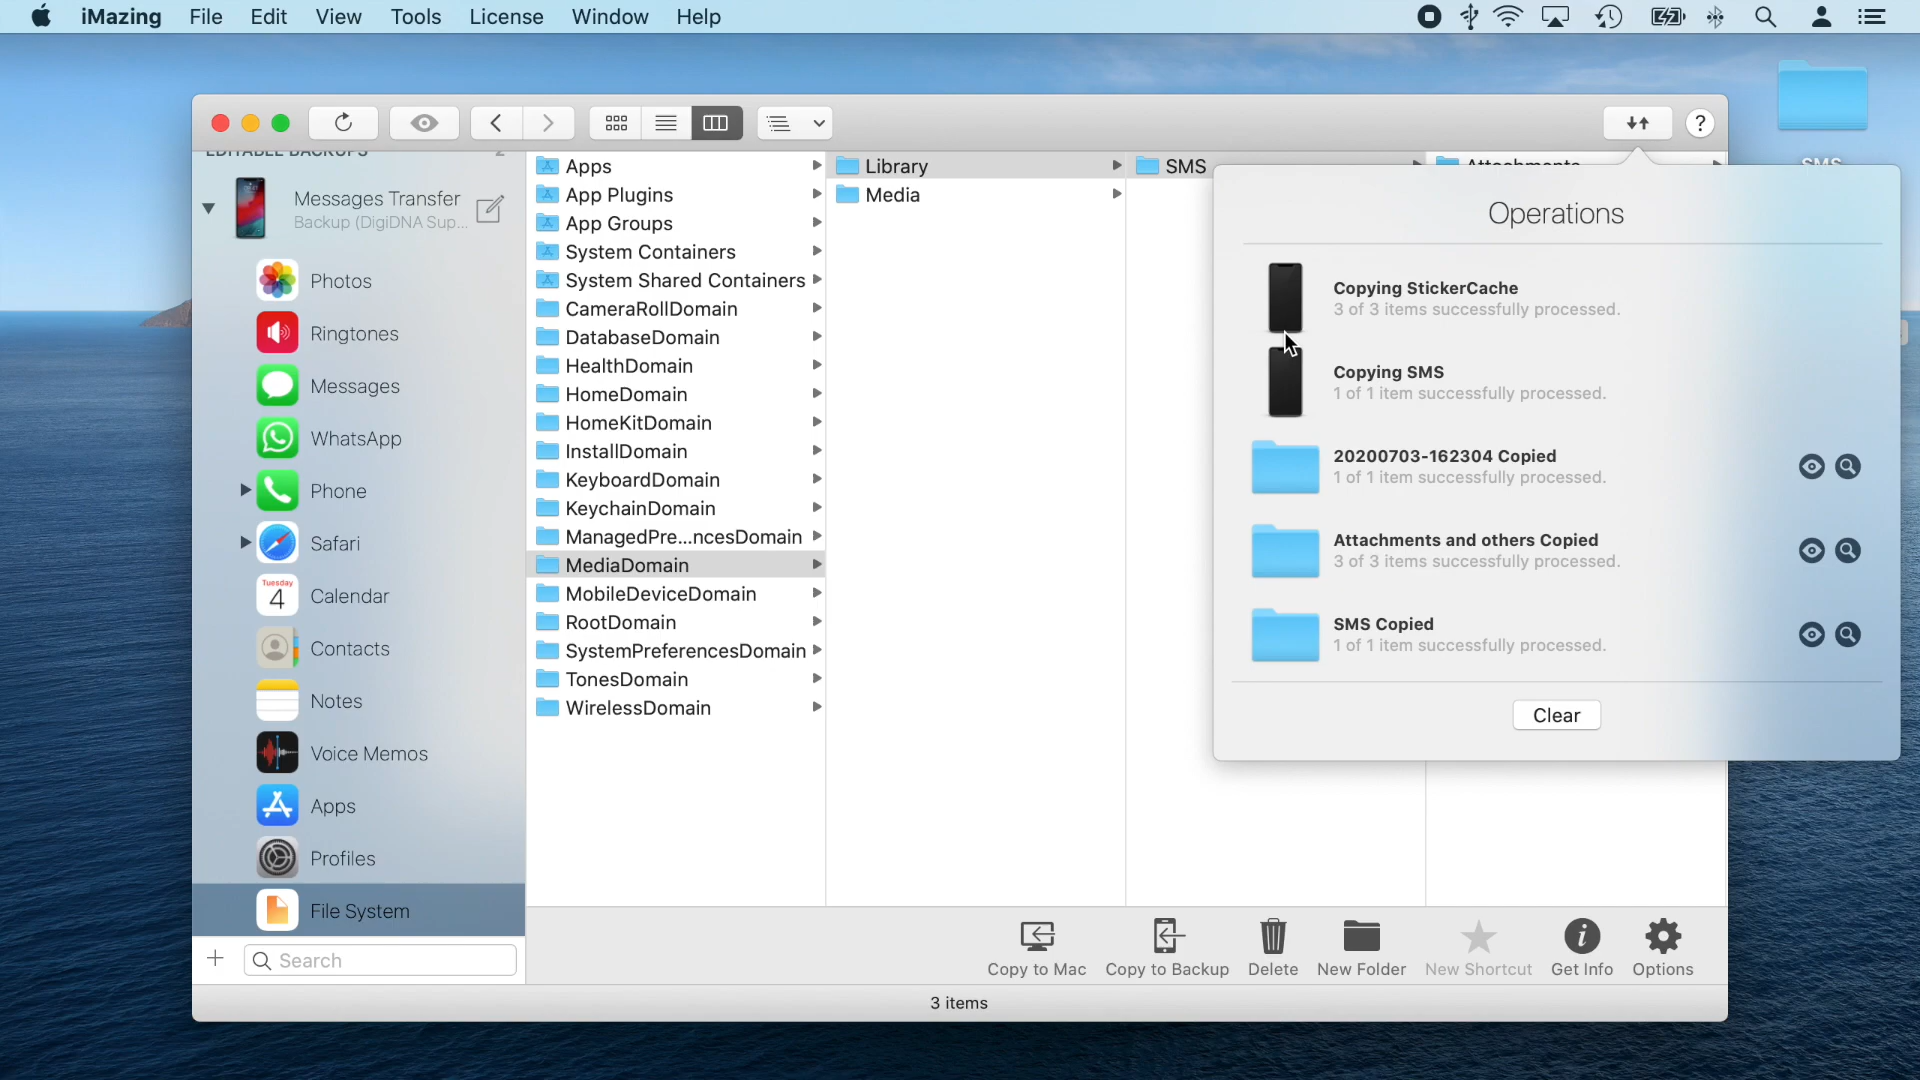 iMazing File Edit View Tools License Window Help
EDITABLE BACKUPS 2
Messages Transfer
Backup (DigiDNA Sup...
Photos
Ringtones
Messages
WhatsApp
Phone
Safari
Tuesday
4
Calendar
Contacts
Notes
Voice Memos
Apps
Profiles
File System
Search
Apps
App Plugins
App Groups
System Containers
System Shared Containers
CameraRollDomain
DatabaseDomain
HealthDomain
HomeDomain
HomeKitDomain
InstallDomain
KeyboardDomain
KeychainDomain
ManagedPre...ncesDomain
MediaDomain
MobileDeviceDomain
RootDomain
SystemPreferencesDomain
TonesDomain
WirelessDomain
Library
Media
SMS
Attachments
?
SMS
Operations
Copying StickerCache
3 of 3 items successfully processed.
Copying SMS
1 of 1 item successfully processed.
20200703-162304 Copied
1 of 1 item successfully processed.
Attachments and others Copied
3 of 3 items successfully processed.
SMS Copied
1 of 1 item successfully processed.
Clear
Copy to Mac Copy to Backup Delete New Folder New Shortcut Get Info Options
3 items